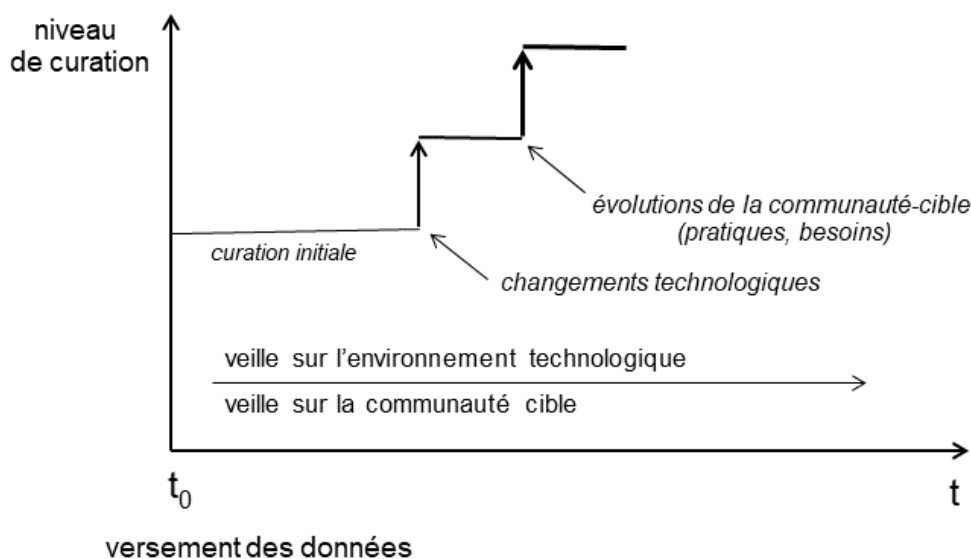 niveau
de curation
évolutions de la communauté-cible
(pratiques, besoins)
curation initiale
changements technologiques
veille sur l'environnement technologique
veille sur la communauté cible
t0
t
versement des données